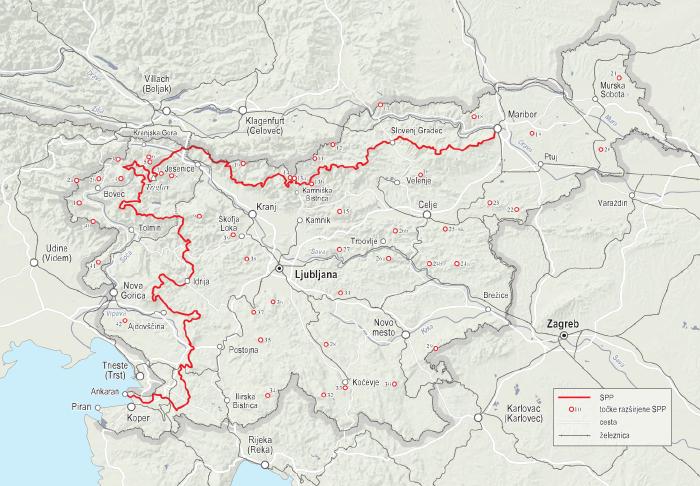 Villach
(Beljak)
Drava
Klagenfurt
(Celovec)
Maribor
Murska
Sobota
Mura
Kranjska Gora
Slovenj Gradec
Jesenice
Triglav
Bovec
Kamniška
Bistrica
Velenje
Ptuj
Varaždin
Kranj
Kamnik
Celje
Škofja
Loka
Tolmin
Udine
(Videm)
Soča
Sava
Trbovlje
Ljubljana
Idrija
Nova
Gorica
Vipava
Ajdovščina
Brežice
Novo
mesto
Krka
Zagreb
Sava
Postojna
Trieste
(Trst)
Ankaran
Piran
Koper
Kočevje
Ilirska
Bistrica
Karlovac
(Karlovec)
Rijeka
(Reka)
SPP
točke razširjene SPP
cesta
železnica